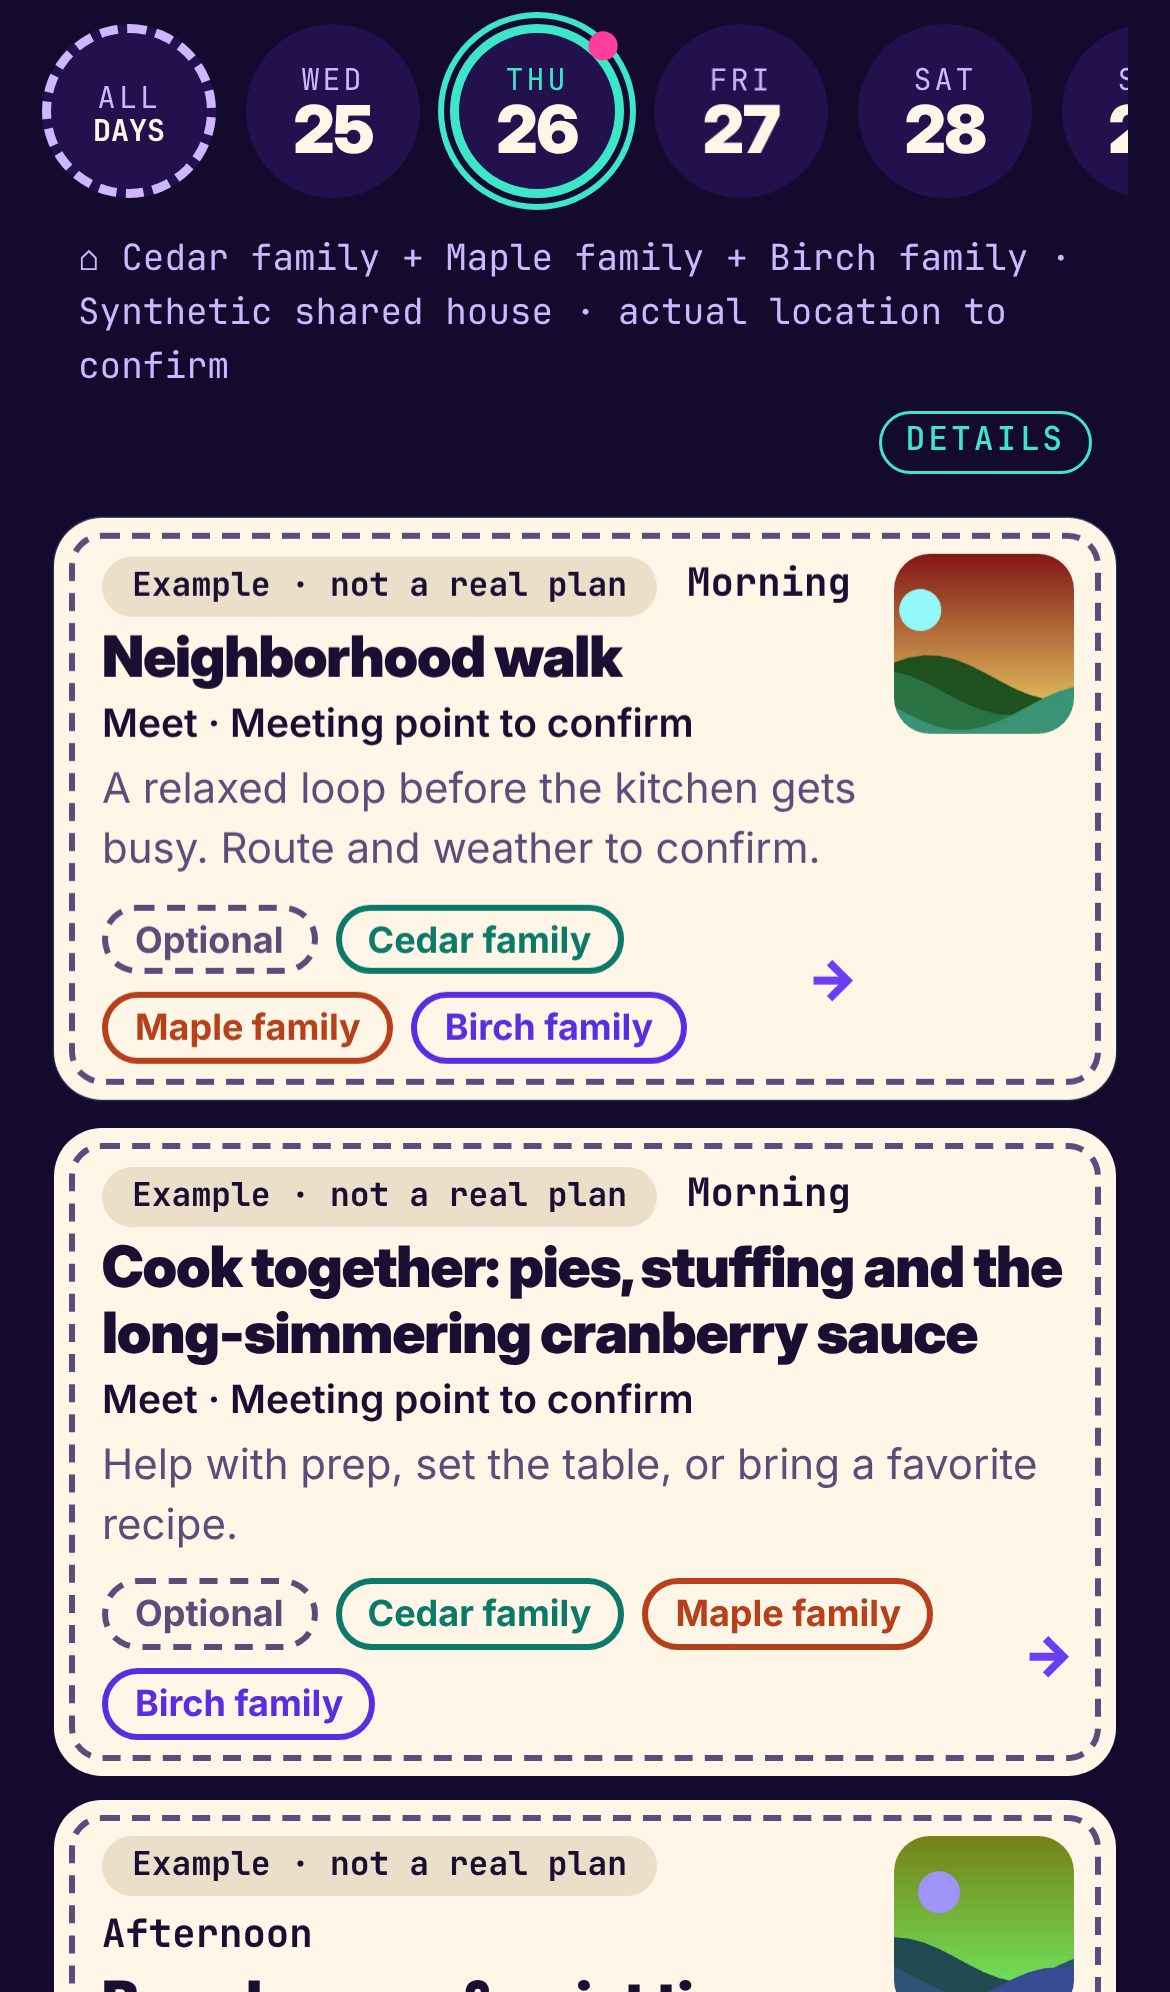 ALL DAYS
WED 25
THU 26
FRI 27
SAT 28
⌂ Cedar family + Maple family + Birch family ·
Synthetic shared house · actual location to
confirm
DETAILS
Example · not a real plan Morning
Neighborhood walk
Meet · Meeting point to confirm
A relaxed loop before the kitchen gets
busy. Route and weather to confirm.
Optional Cedar family
→
Maple family Birch family
Example · not a real plan Morning
Cook together: pies, stuffing and the
long-simmering cranberry sauce
Meet · Meeting point to confirm
Help with prep, set the table, or bring a favorite
recipe.
Optional Cedar family Maple family
→
Birch family
Example · not a real plan
Afternoon